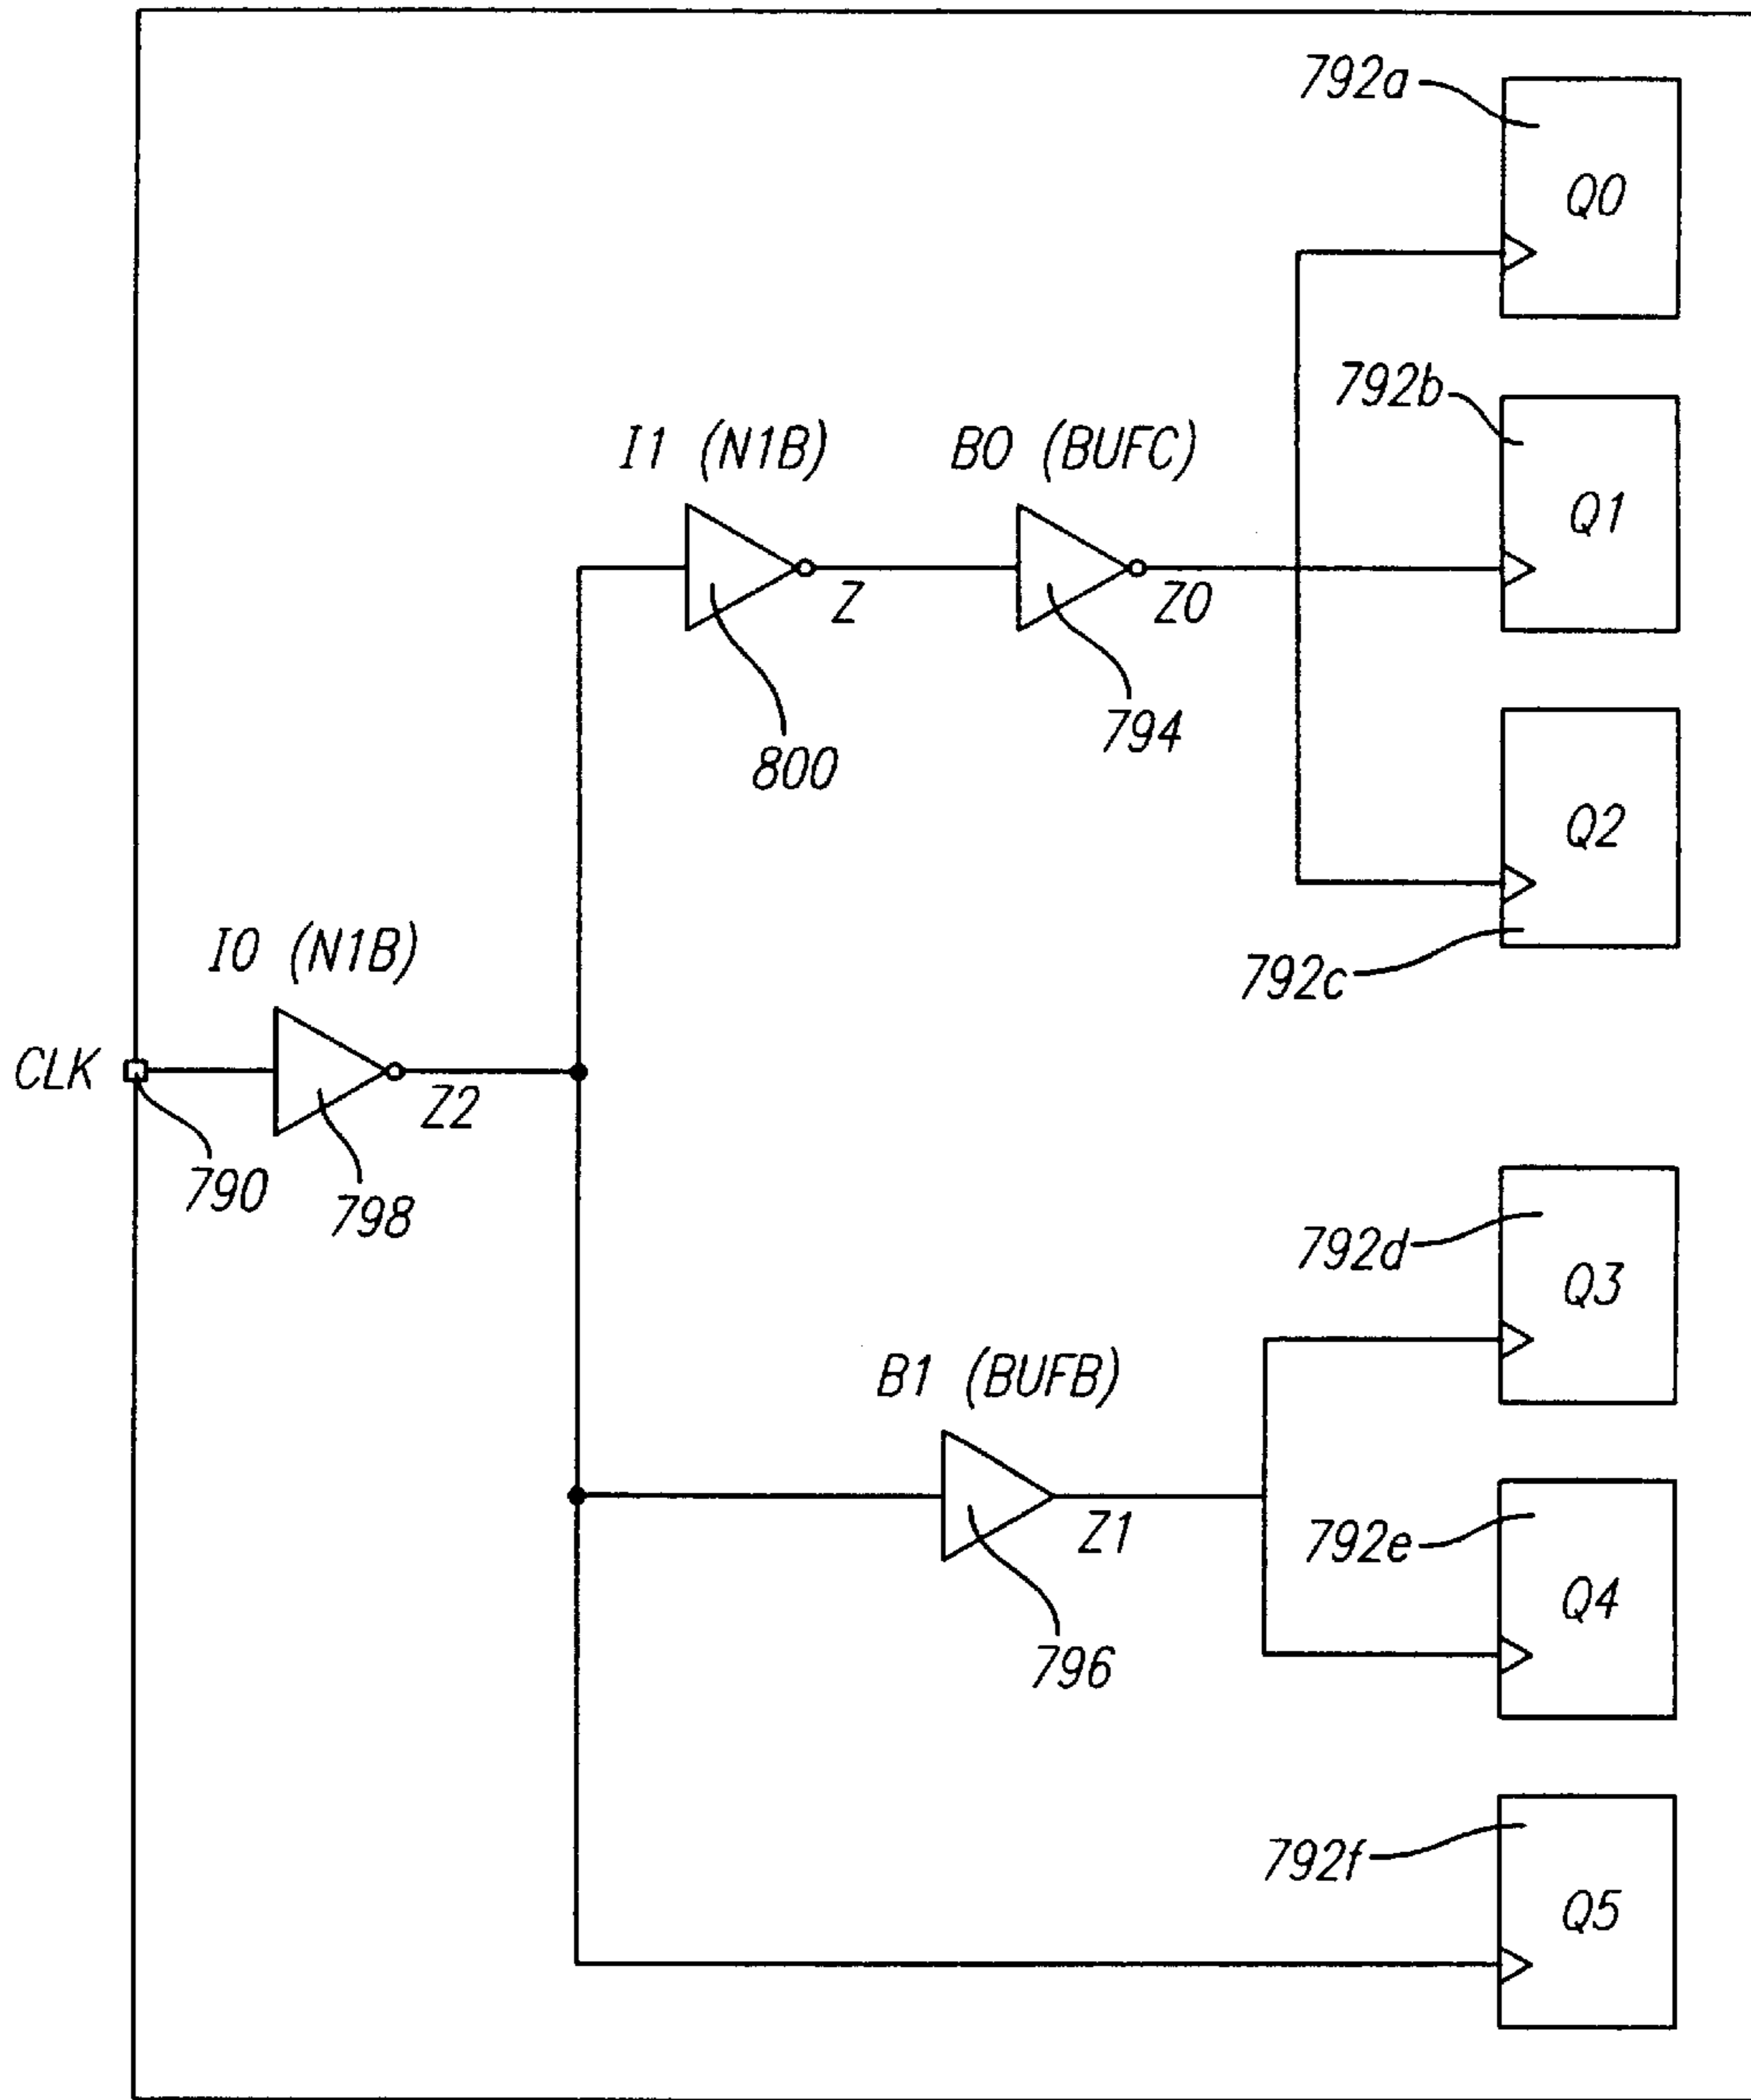 792a
Q0
792b
I1 (N1B)
B0 (BUFC)
Q1
Z
Z0
794
800
Q2
I0 (N1B)
792c
CLK
Z2
790
798
792d
Q3
B1 (BUFB)
Z1
792e
Q4
796
792f
Q5